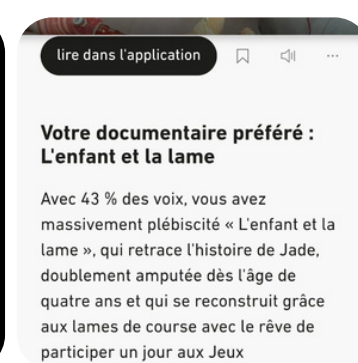 lire dans l'application
Votre documentaire préféré :
L'enfant et la lame
Avec 43 % des voix, vous avez
massivement plébiscité « L'enfant et la
lame », qui retrace l'histoire de Jade,
doublement amputée dès l'âge de
quatre ans et qui se reconstruit grâce
aux lames de course avec le rêve de
participer un jour aux Jeux